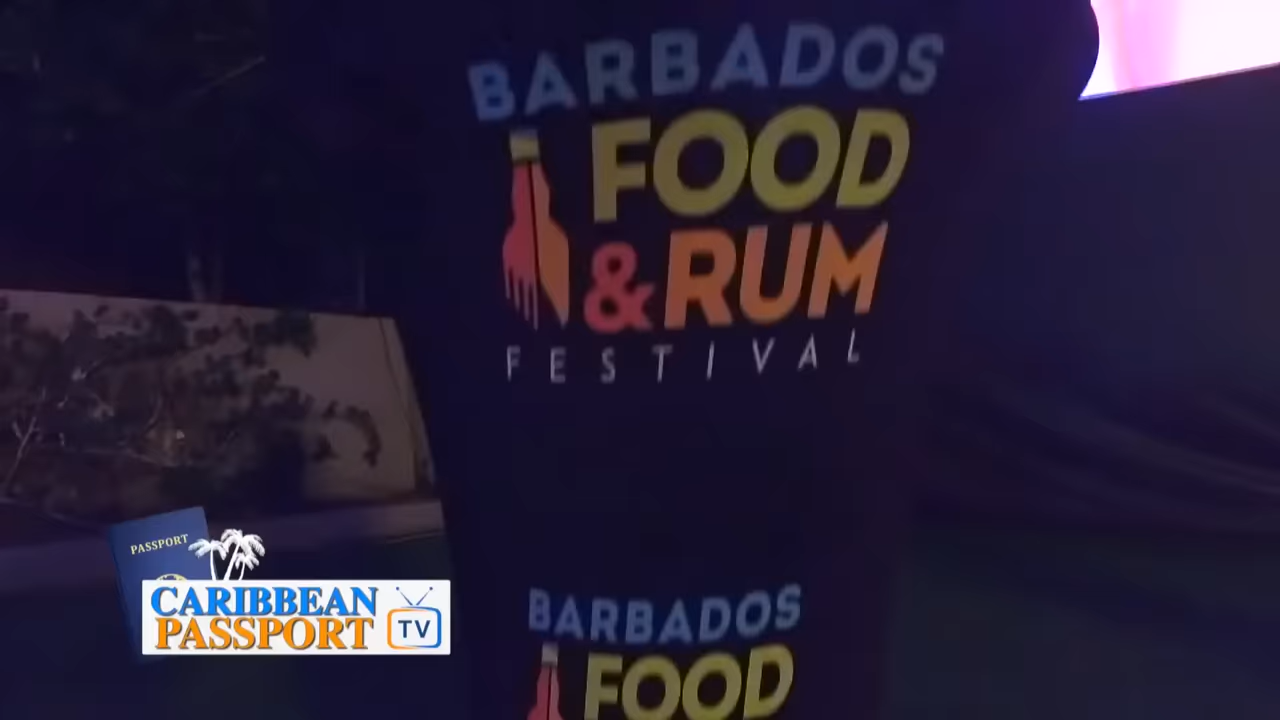 BARBADOS
FOOD
& RUM
FESTIVAL
BARBADOS
FOOD
PASSPORT
CARIBBEAN
PASSPORT
TV